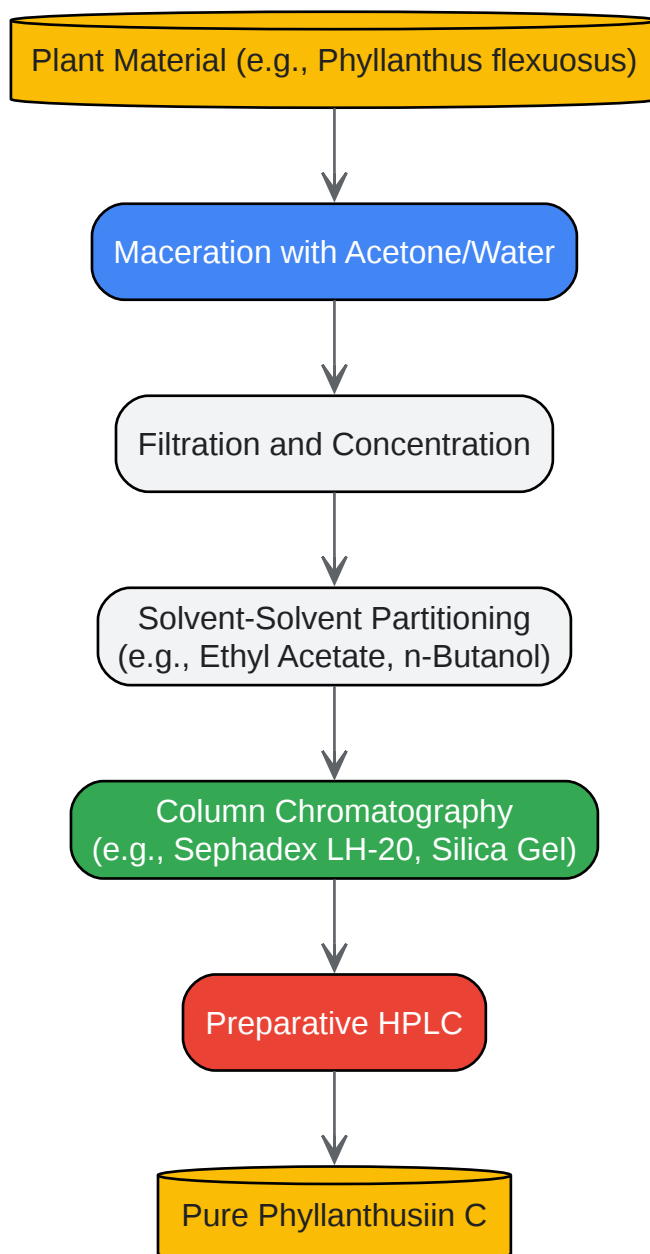 Plant Material (e.g., Phyllanthus flexuosus)
Maceration with Acetone/Water
Filtration and Concentration
Solvent-Solvent Partitioning
(e.g., Ethyl Acetate, n-Butanol)
Column Chromatography
(e.g., Sephadex LH-20, Silica Gel)
Preparative HPLC
Pure Phyllanthusiin C